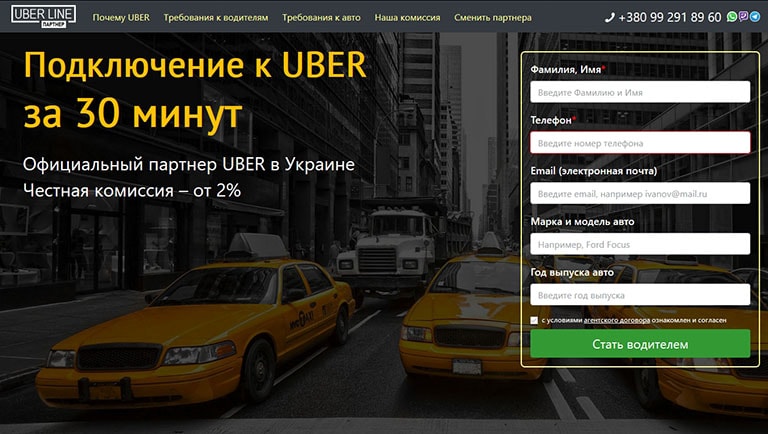 UBER LINE
ПАРТНЕР
Почему UBER
Требования к водителям
Требования к авто
Наша комиссия
Сменить партнера
+380 99 291 89 60
Подключение к UBER
за 30 минут
Официальный партнер UBER в Украине
Честная комиссия – от 2%
Фамилия, Имя*
Введите Фамилию и Имя
Телефон*
Введите номер телефона
Email (электронная почта)
Введите email, например ivanov@mail.ru
Марка и модель авто
Например, Ford Focus
Год выпуска авто
Введите год выпуска
с условиями агентского договора ознакомлен и согласен
Стать водителем
NYC TAXI